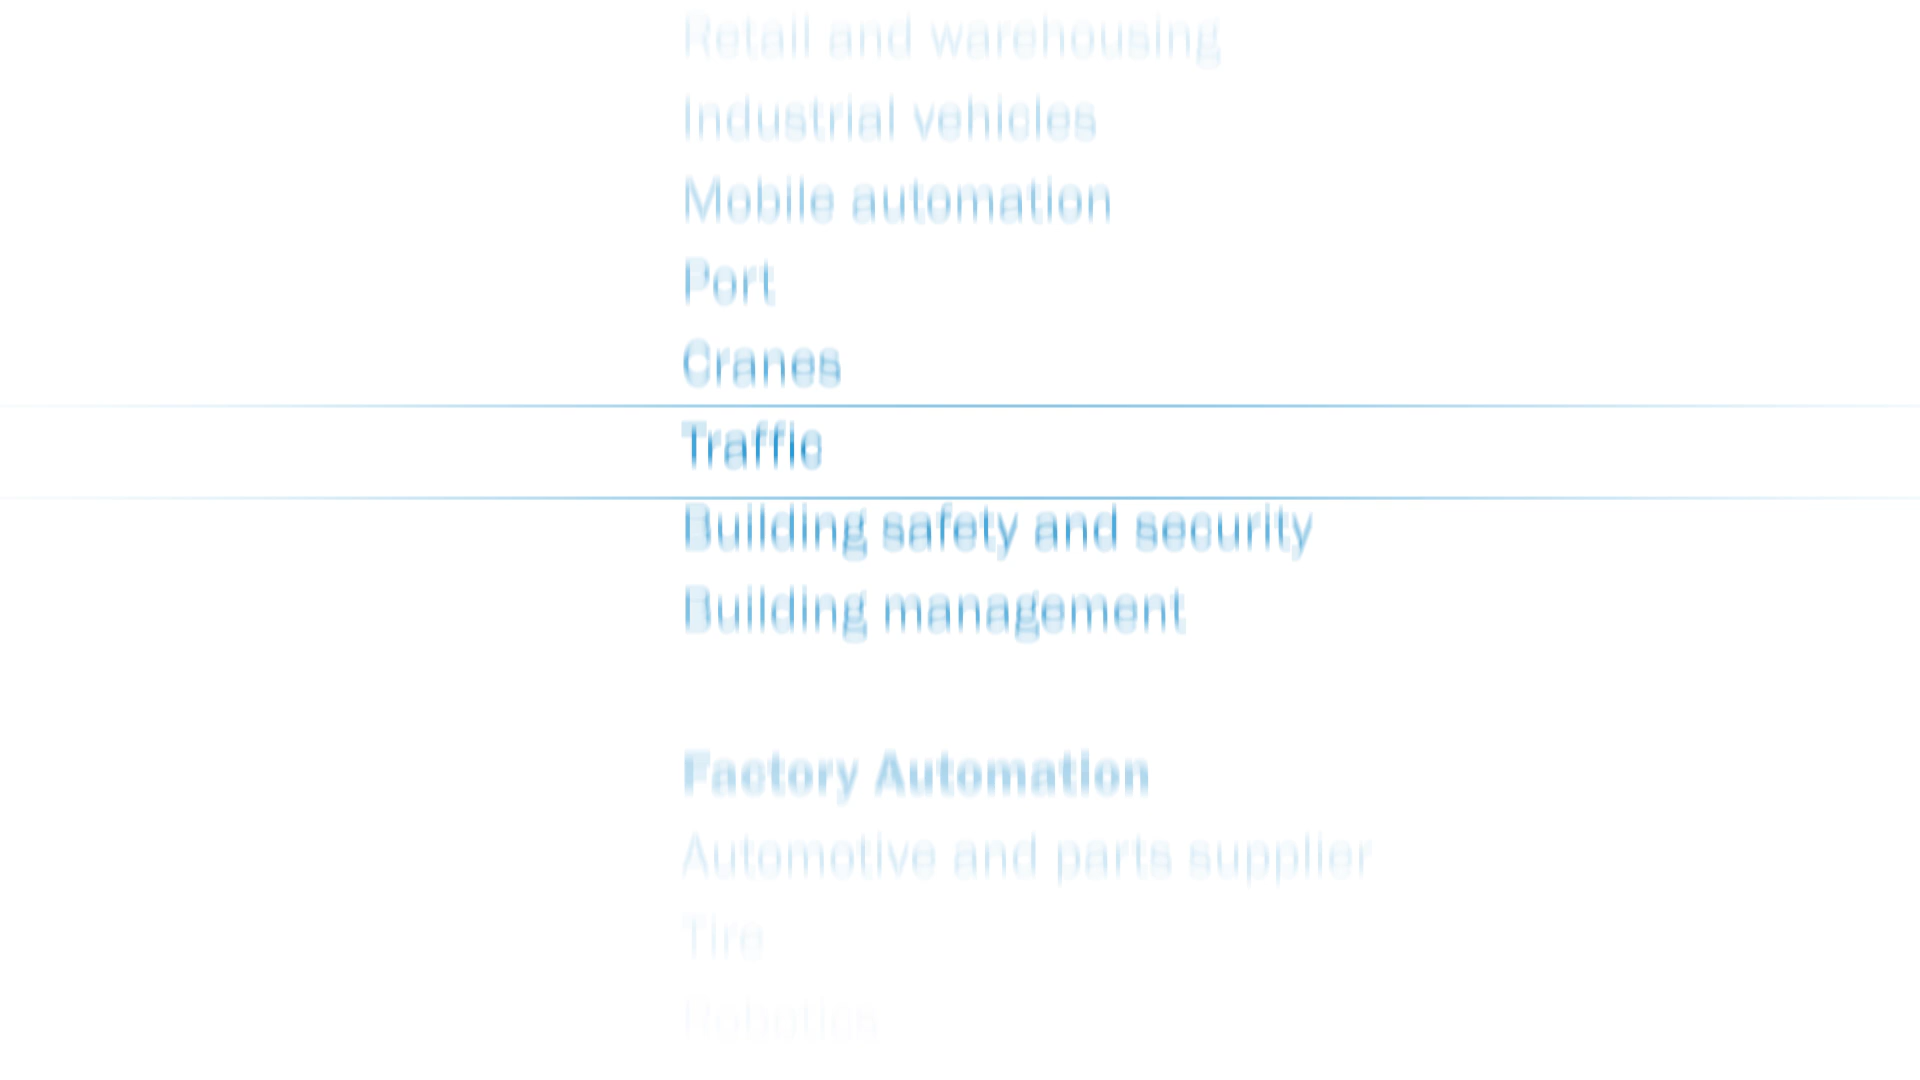 Retail and warehousing
Industrial vehicles
Mobile automation
Port
Cranes
Traffic
Building safety and security
Building management
Factory Automation
Automotive and parts supplier
Tire
Robotics